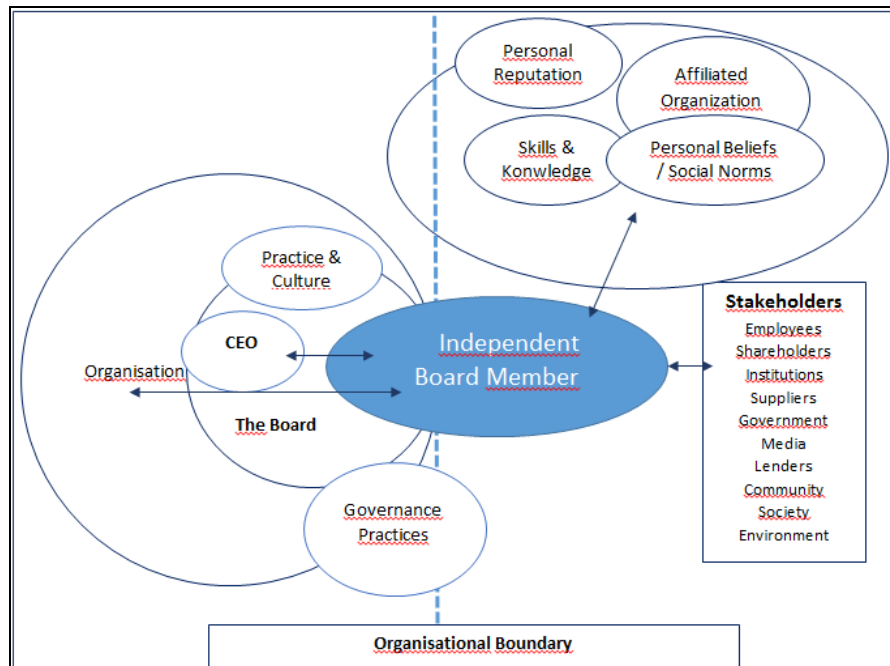 Personal
Reputation
Affiliated
Organization
Skills &
Konwledge
Personal Beliefs
/ Social Norms
Practice &
Culture
CEO
Organisation
The Board
Independent
Board Member
Governance
Practices
Stakeholders
Employees
Shareholders
Institutions
Suppliers
Government
Media
Lenders
Community
Society
Environment
Organisational Boundary